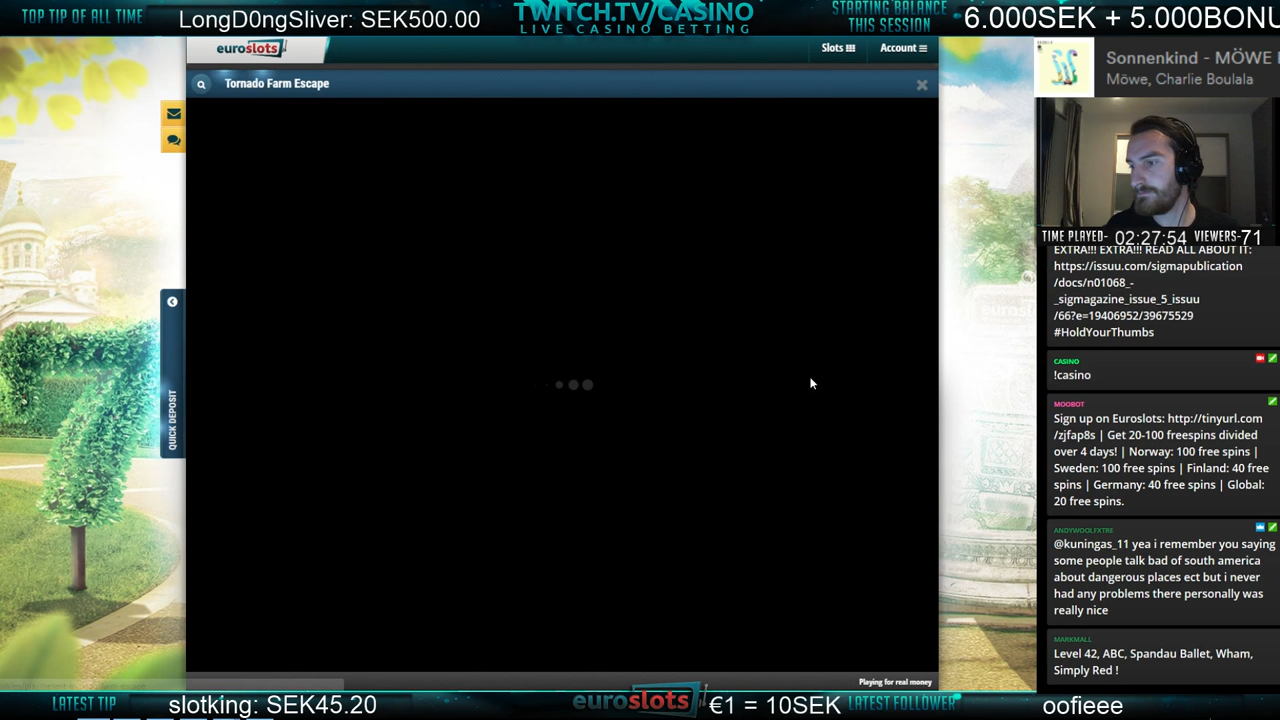 TOP TIP OF ALL TIME
LongD0ngSliver: SEK500.00
TWITCH.TV/CASINO
LIVE CASINO BETTING
STARTING BALANCE
THIS SESSION
6.000SEK + 5.000BONU
euroslots
Slots
Account
Tornado Farm Escape
Sonnenkind - MÖWE
Möwe, Charlie Boulala
TIME PLAYED- 02:27:54 VIEWERS-71
EXTRA!!! EXTRA!!! READ ALL ABOUT IT:
https://issuu.com/sigmapublication
/docs/n01068_-
_sigmagazine_issue_5_issuu
/66?e=19406952/39675529
#HoldYourThumbs
CASINO
!casino
MOOBOT
Sign up on Euroslots: http://tinyurl.com
/zjfap8s | Get 20-100 freespins divided
over 4 days! | Norway: 100 free spins |
Sweden: 100 free spins | Finland: 40 free
spins | Germany: 40 free spins | Global:
20 free spins.
ANDYWOOLFXTRE
@kuningas_11 yea i remember you saying
some people talk bad of south america
about dangerous places ect but i never
had any problems there personally was
really nice
MARKMALL
Level 42, ABC, Spandau Ballet, Wham,
Simply Red !
QUICK DEPOSIT
Playing for real money
LATEST TIP
slotking: SEK45.20
euroslots
€1 = 10SEK
LATEST FOLLOWER
oofieee